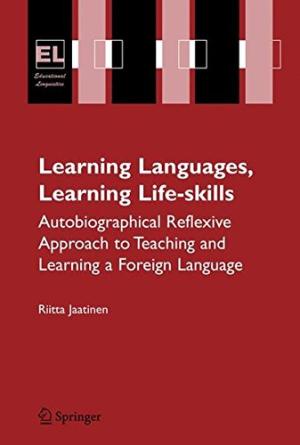 EL
Educational
Linguistics
Learning Languages,
Learning Life-skills
Autobiographical Reflexive
Approach to Teaching and
Learning a Foreign Language
Riitta Jaatinen
Springer